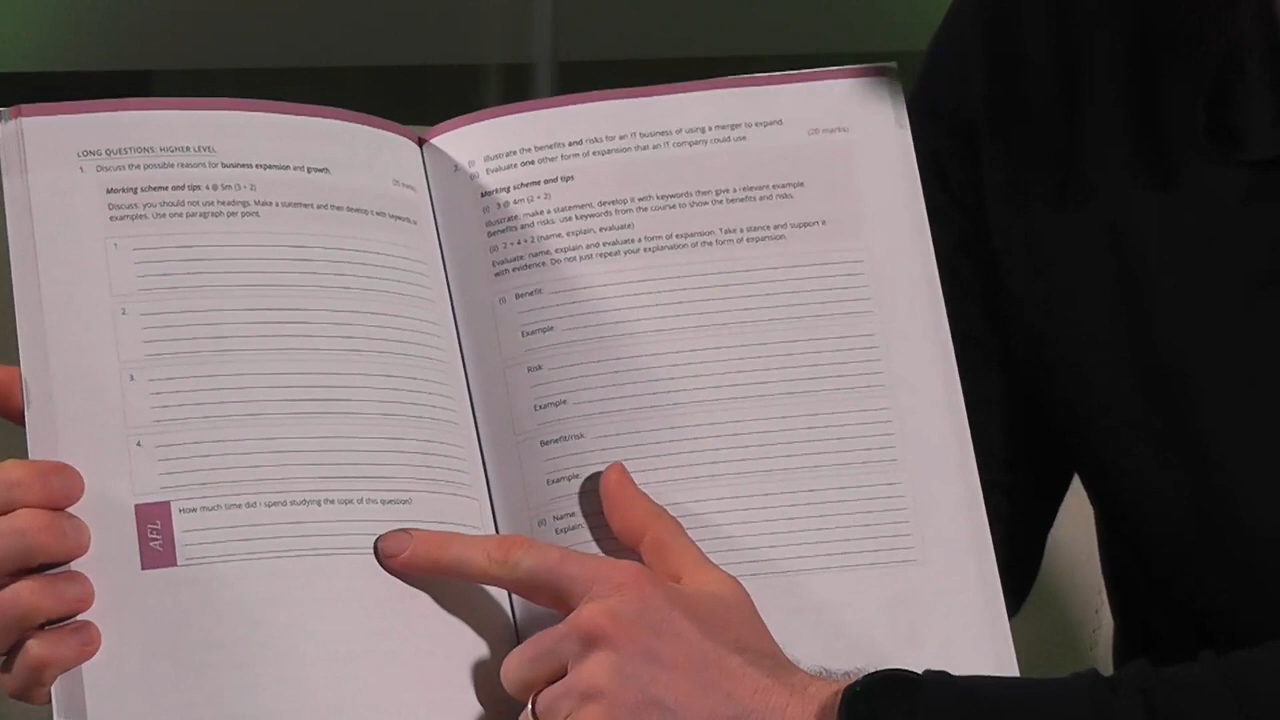 LONG QUESTIONS: HIGHER LEVEL
1. Discuss the possible reasons for business expansion and growth.
Marking scheme and tips: 4 @ 5m (3 + 2)
Discuss: you should not use headings. Make a statement and then develop it with keywords or
examples. Use one paragraph per point.
1.
2.
3.
4.
AFL
How much time did I spend studying the topic of this question?
2. (i) Illustrate the benefits and risks for an IT business of using a merger to expand.
(ii) Evaluate one other form of expansion that an IT company could use.
(20 marks)
Marking scheme and tips
(i) 3 @ 4m (2 + 2)
Illustrate: make a statement, develop it with keywords then give a relevant example.
Benefits and risks: use keywords from the course to show the benefits and risks.
(ii) 2 + 4 + 2 (name, explain, evaluate)
Evaluate: name, explain and evaluate a form of expansion. Take a stance and support it
with evidence. Do not just repeat your explanation of the form of expansion.
(i) Benefit:
Example:
Risk:
Example:
Benefit/risk:
Example:
(ii) Name:
Explain: